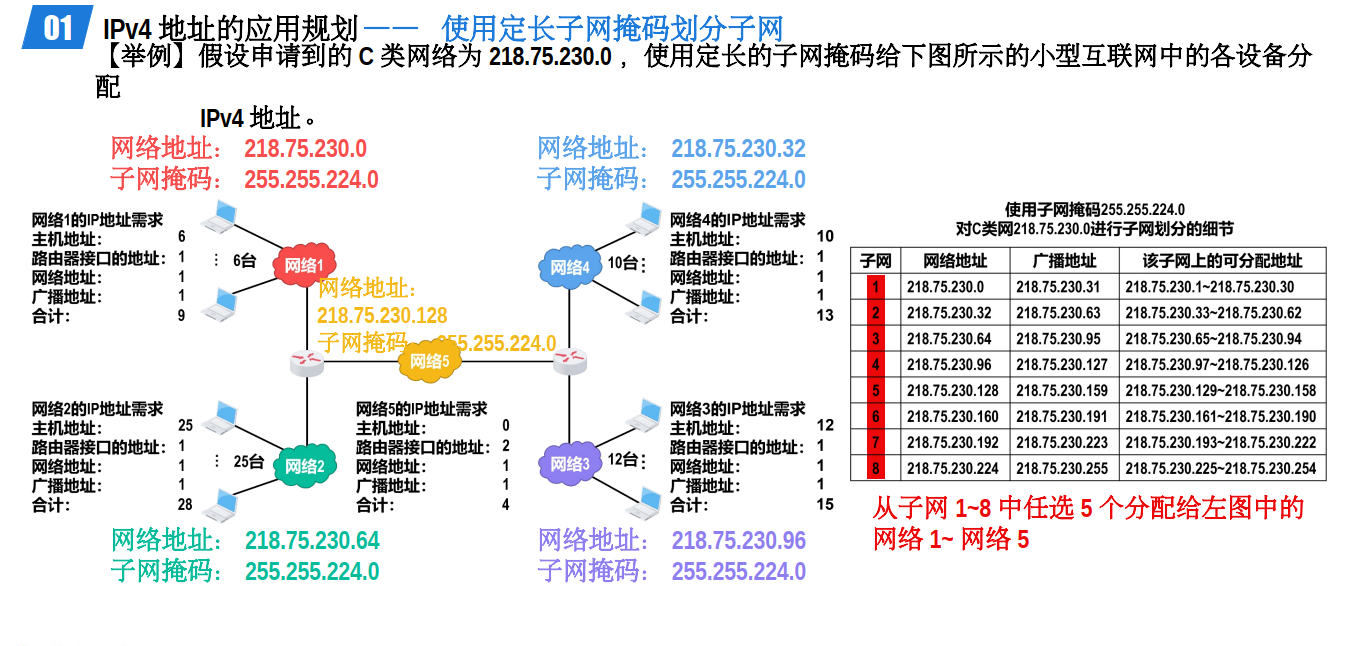 01 IPv4 地址的应用规划—— 使用定长子网掩码划分子网
【举例】假设申请到的 C 类网络为 218.75.230.0 ，使用定长的子网掩码给下图所示的小型互联网中的各设备分
配
IPv4 地址。
网络地址： 218.75.230.0
子网掩码： 255.255.224.0
网络地址： 218.75.230.32
子网掩码： 255.255.224.0
网络1的IP地址需求
主机地址： 6
路由器接口的地址： 1
网络地址： 1
广播地址： 1
合计： 9
⋮ 6台
网络1
网络4
10台⋮
网络4的IP地址需求
主机地址： 10
路由器接口的地址： 1
网络地址： 1
广播地址： 1
合计： 13
网络地址：
218.75.230.128
子网掩码： 255.255.224.0
网络5
网络2的IP地址需求
主机地址： 25
路由器接口的地址： 1
网络地址： 1
广播地址： 1
合计： 28
⋮ 25台
网络2
网络5的IP地址需求
主机地址： 0
路由器接口的地址： 2
网络地址： 1
广播地址： 1
合计： 4
网络3
12台⋮
网络3的IP地址需求
主机地址： 12
路由器接口的地址： 1
网络地址： 1
广播地址： 1
合计： 15
网络地址： 218.75.230.64
子网掩码： 255.255.224.0
网络地址： 218.75.230.96
子网掩码： 255.255.224.0
使用子网掩码255.255.224.0
对C类网218.75.230.0进行子网划分的细节
子网 网络地址 广播地址 该子网上的可分配地址
1 218.75.230.0 218.75.230.31 218.75.230.1~218.75.230.30
2 218.75.230.32 218.75.230.63 218.75.230.33~218.75.230.62
3 218.75.230.64 218.75.230.95 218.75.230.65~218.75.230.94
4 218.75.230.96 218.75.230.127 218.75.230.97~218.75.230.126
5 218.75.230.128 218.75.230.159 218.75.230.129~218.75.230.158
6 218.75.230.160 218.75.230.191 218.75.230.161~218.75.230.190
7 218.75.230.192 218.75.230.223 218.75.230.193~218.75.230.222
8 218.75.230.224 218.75.230.255 218.75.230.225~218.75.230.254
从子网 1~8 中任选 5 个分配给左图中的
网络 1~ 网络 5